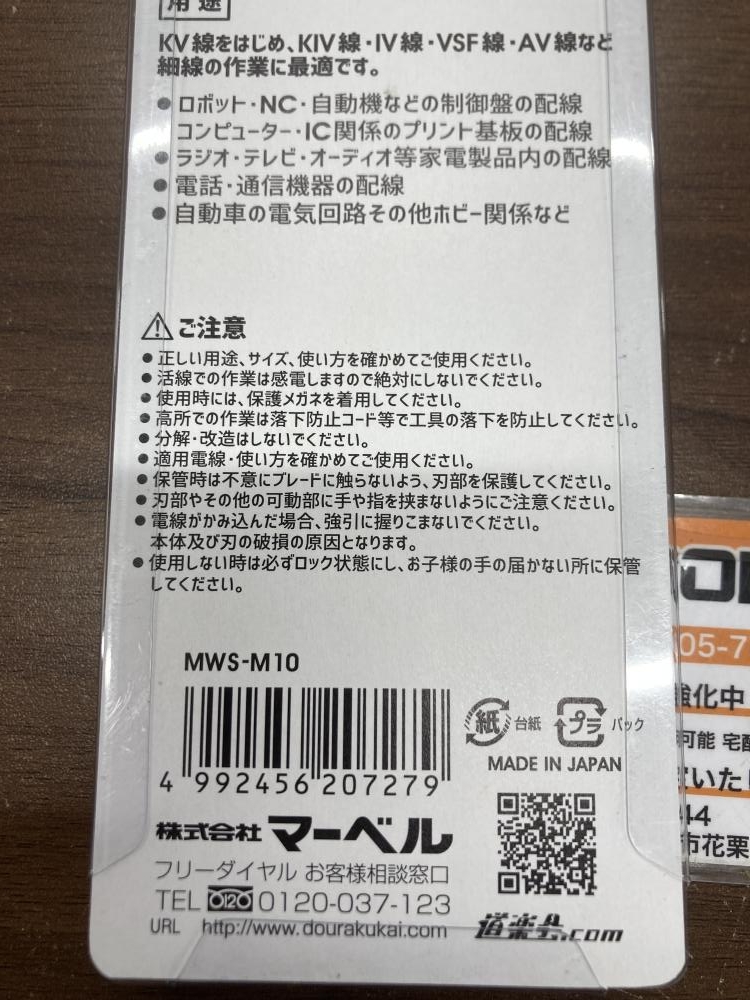 用途
KV線をはじめ、KIV線・IV線・VSF線・AV線など
細線の作業に最適です。
●ロボット・NC・自動機などの制御盤の配線
コンピューター・IC関係のプリント基板の配線
●ラジオ・テレビ・オーディオ等家電製品内の配線
●電話・通信機器の配線
●自動車の電気回路その他ホビー関係など
⚠ご注意
●正しい用途、サイズ、使い方を確かめてご使用ください。
●活線での作業は感電しますので絶対にしないでください。
●使用時には、保護メガネを着用してください。
●高所での作業は落下防止コード等で工具の落下を防止してください。
●分解・改造はしないでください。
●適用電線・使い方を確かめてご使用ください。
●保管時は不意にブレードに触らないよう、刃部を保護してください。
●刃部やその他の可動部に手や指を挟まないようにご注意ください。
●電線がかみ込んだ場合、強引に握りこまないでください。
本体及び刃の破損の原因となります。
●使用しない時は必ずロック状態にし、お子様の手の届かない所に保管
してください。
MWS-M10
紙 台紙 プラ パック
MADE IN JAPAN
4 992456 207279
株式会社 マーベル
フリーダイヤル お客様相談窓口
TEL 0120-037-123
URL http://www.dourakukai.com
道楽会.com
05-7
強化中
可能 宅配
44
市花栗